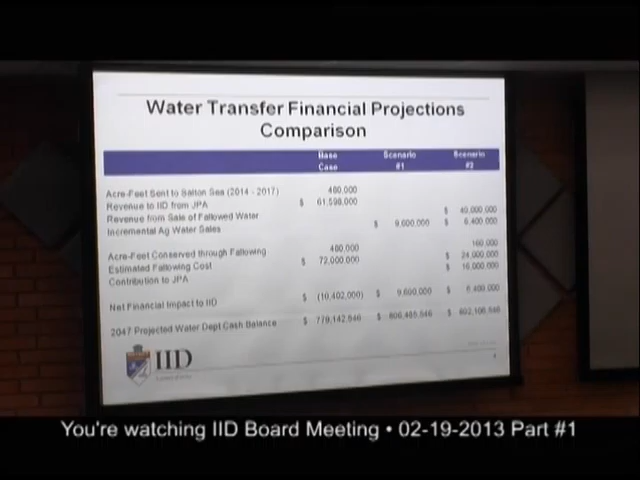 Water Transfer Financial Projections
Comparison
Base Case Scenario #1 Scenario #2
Acre-Feet Sent to Salton Sea (2014 - 2017) 480,000
Revenue to IID from JPA $ 61,598,000
Revenue from Sale of Fallowed Water $ 40,000,000
Incremental Ag Water Sales $ 9,600,000 $ 6,400,000
Acre-Feet Conserved through Fallowing 480,000 160,000
Estimated Fallowing Cost $ 72,000,000 $ 24,000,000
Contribution to JPA $ 16,000,000
Net Financial Impact to IID $ (10,402,000) $ 9,600,000 $ 6,400,000
2047 Projected Water Dept Cash Balance $ 779,142,846 $ $
IID
You're watching IID Board Meeting • 02-19-2013 Part #1